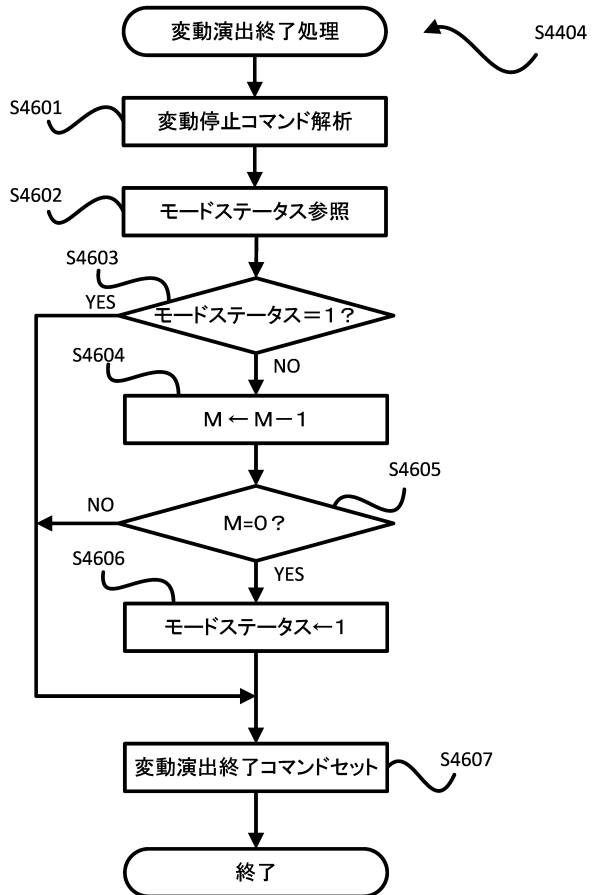 変動演出終了処理
S4404
S4601
変動停止コマンド解析
S4602
モードステータス参照
S4603
YES
モードステータス=1?
NO
S4604
M ← M-1
S4605
NO
M=0?
YES
S4606
モードステータス←1
変動演出終了コマンドセット
S4607
終了